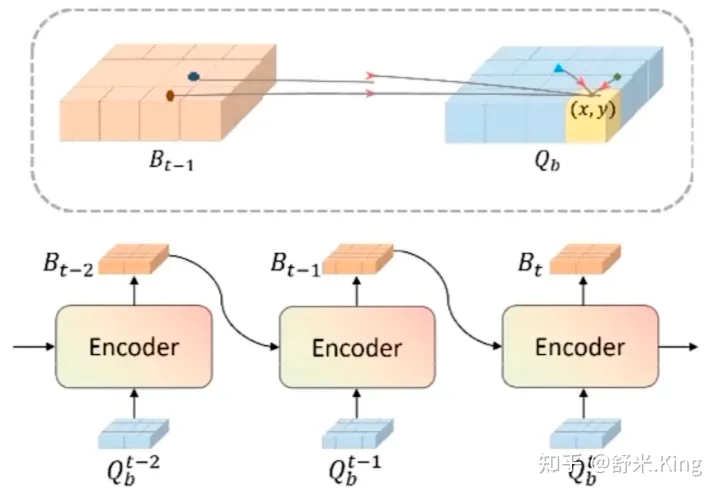 (x, y)
B_{t-1}
Q_b
B_{t-2}
B_{t-1}
B_t
Encoder
Encoder
Encoder
Q_b^{t-2}
Q_b^{t-1}
Q_b^t
知乎 @舒米.King